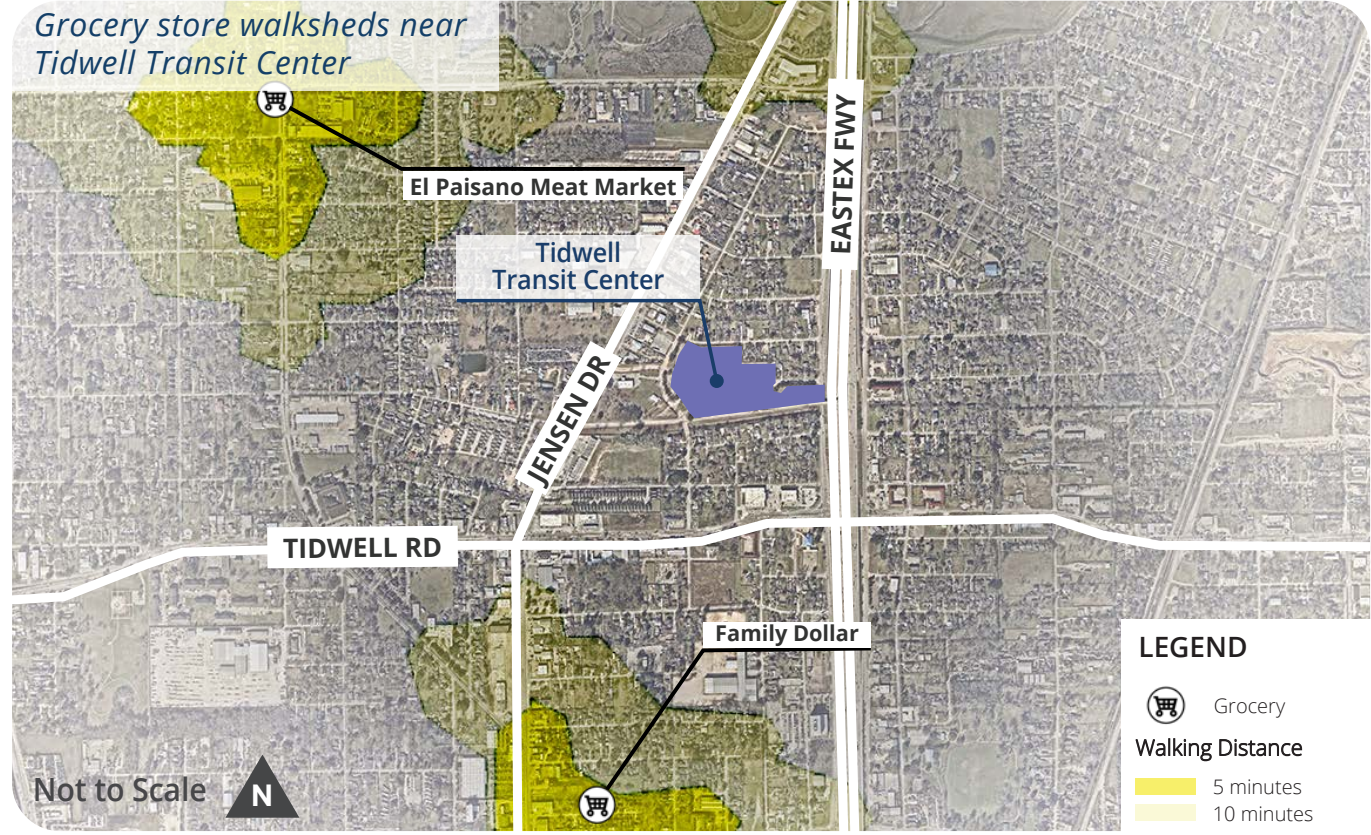 Grocery store walksheds near
Tidwell Transit Center
El Paisano Meat Market
Tidwell
Transit Center
EASTEX FWY
JENSEN DR
TIDWELL RD
Family Dollar
LEGEND
Grocery
Walking Distance
5 minutes
10 minutes
Not to Scale
N